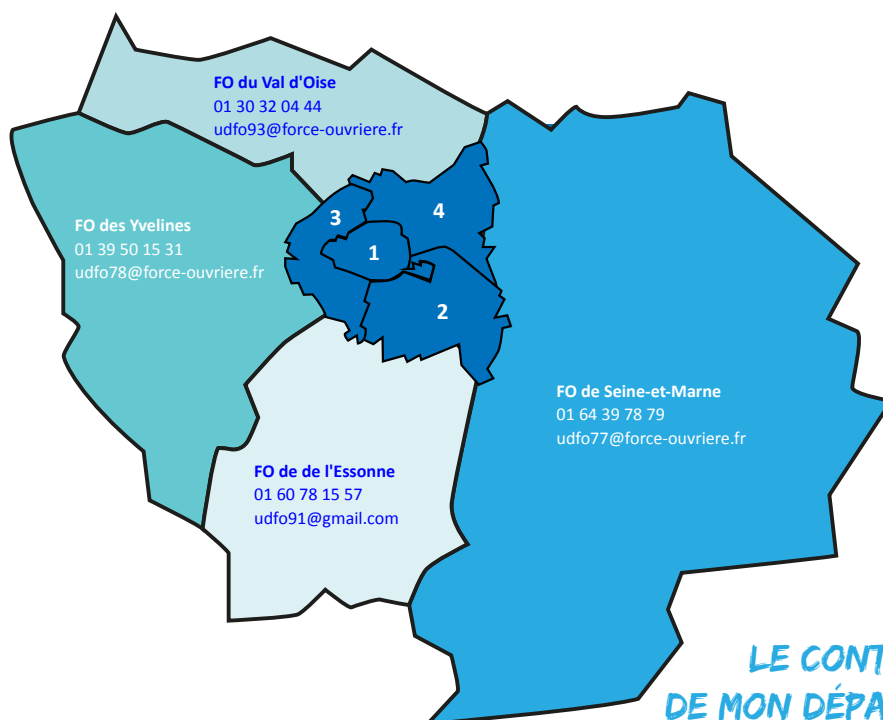 FO du Val d'Oise
01 30 32 04 44
udfo93@force-ouvriere.fr
FO des Yvelines
01 39 50 15 31
udfo78@force-ouvriere.fr
3
4
1
2
FO de Seine-et-Marne
01 64 39 78 79
udfo77@force-ouvriere.fr
FO de de l'Essonne
01 60 78 15 57
udfo91@gmail.com
LE CONT
DE MON DÉPA